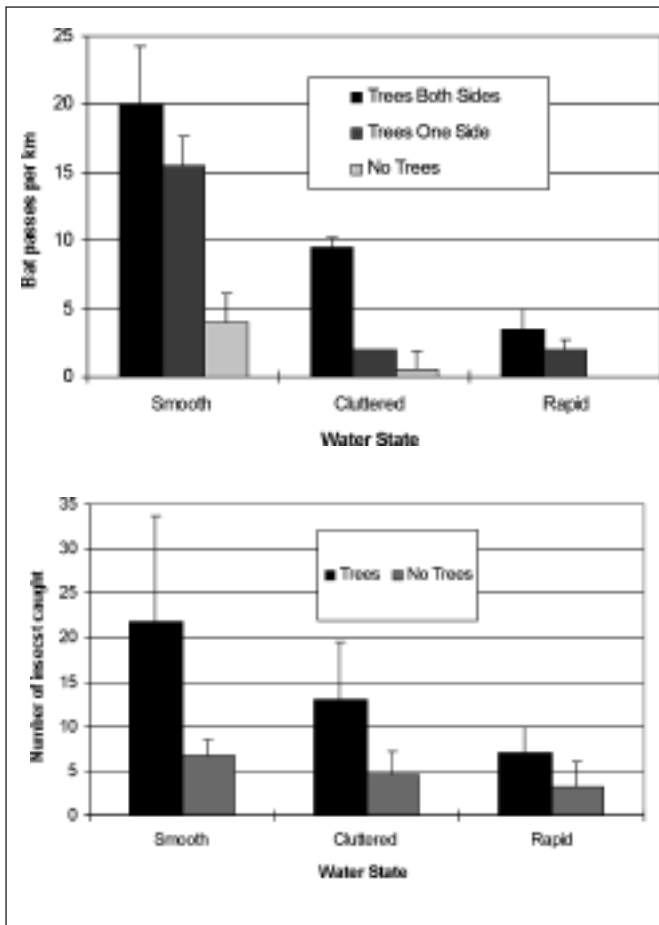 25
20
15
10
5
0
Bat passes per km
Trees Both Sides
Trees One Side
No Trees
Smooth Cluttered Rapid
Water State
35
30
25
20
15
10
5
0
Number of insecst caught
Trees No Trees
Smooth Cluttered Rapid
Water State